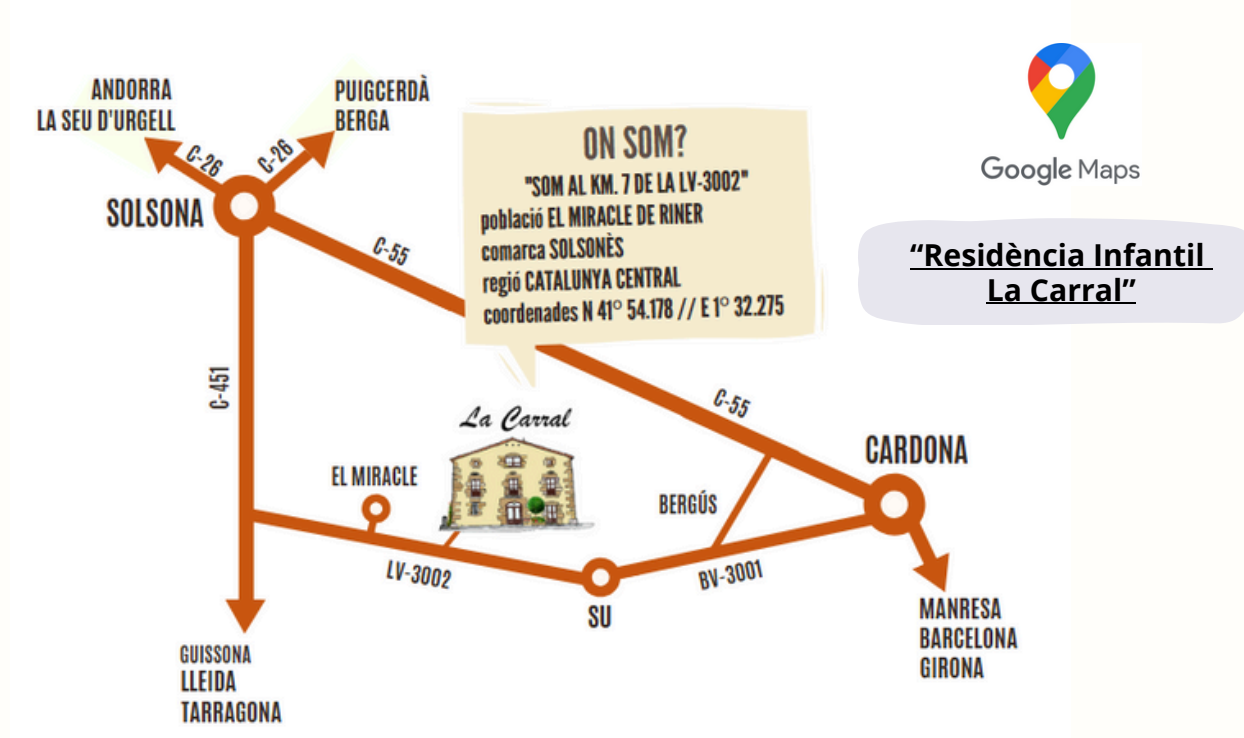 ANDORRA
LA SEU D'URGELL
PUIGCERDÀ
BERGA
C-26
C-26
SOLSONA
C-55
ON SOM?
"SOM AL KM. 7 DE LA LV-3002"
població EL MIRACLE DE RINER
comarca SOLSONÈS
regió CATALUNYA CENTRAL
coordenades N 41° 54.178 // E 1° 32.275
Google Maps
“Residència Infantil
La Carral”
C-451
C-55
La Carral
CARDONA
EL MIRACLE
BERGÚS
LV-3002
BV-3001
SU
MANRESA
BARCELONA
GIRONA
GUISSONA
LLEIDA
TARRAGONA